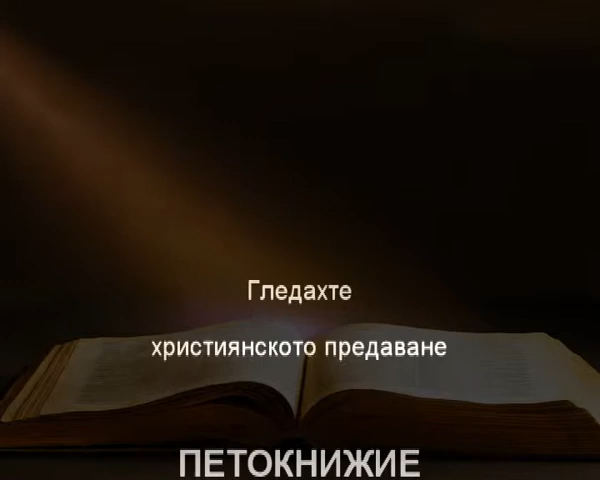 Гледахте
християнското предаване
ПЕТОКНИЖИЕ